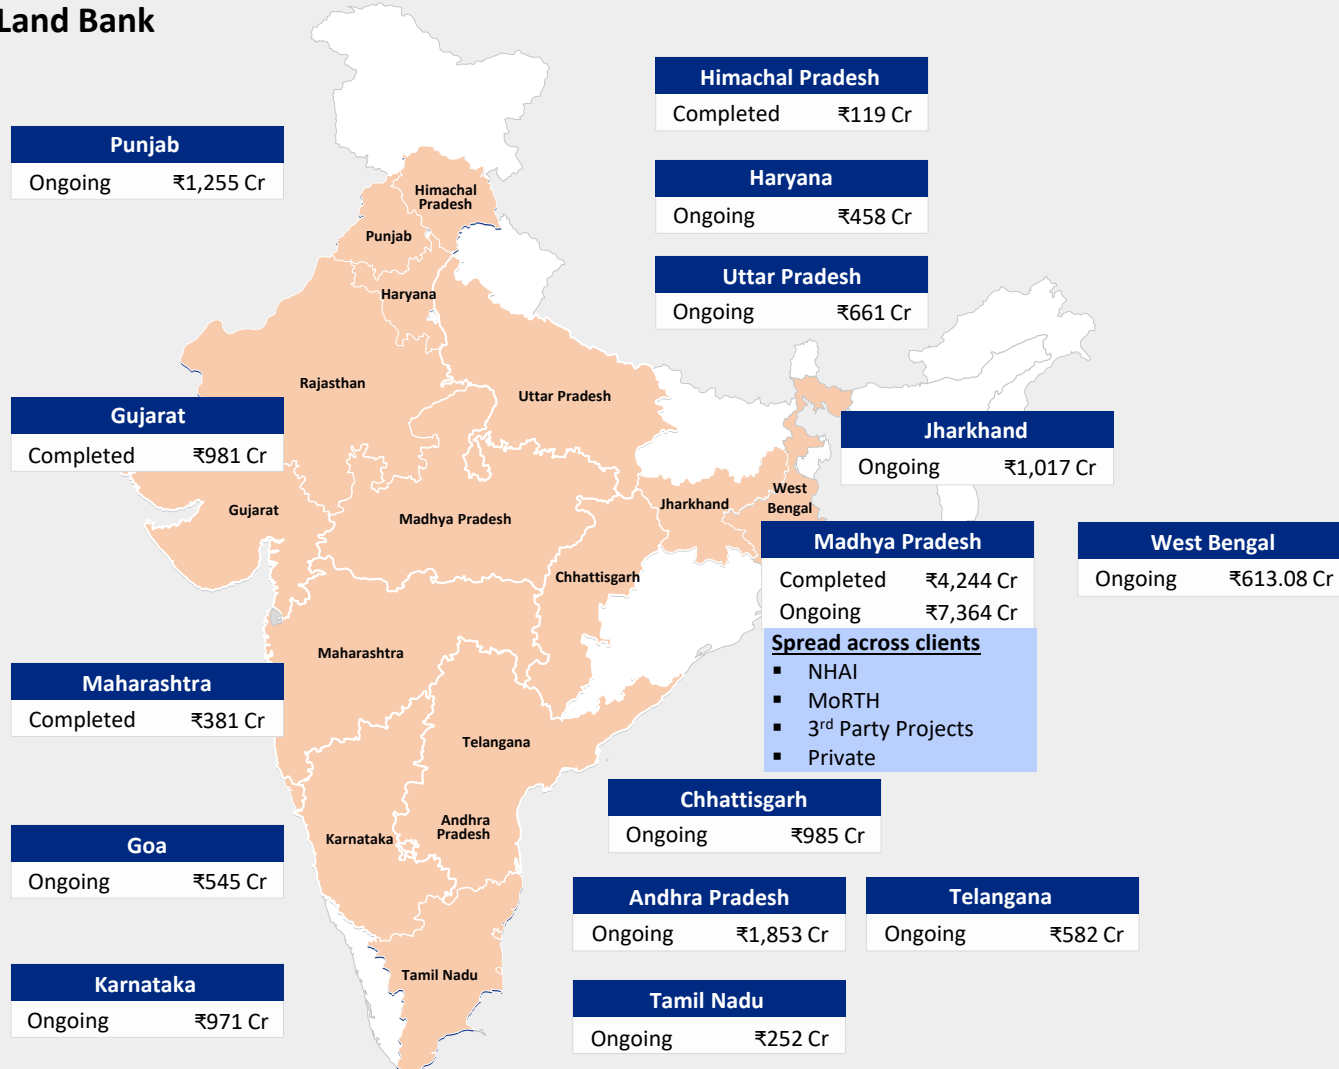 Land Bank
Himachal Pradesh
Completed ₹119 Cr
Punjab
Ongoing ₹1,255 Cr
Haryana
Ongoing ₹458 Cr
Uttar Pradesh
Ongoing ₹661 Cr
Gujarat
Completed ₹981 Cr
Jharkhand
Ongoing ₹1,017 Cr
Madhya Pradesh
Completed ₹4,244 Cr
Ongoing ₹7,364 Cr
Spread across clients
▪ NHAI
▪ MoRTH
▪ 3rd Party Projects
▪ Private
West Bengal
Ongoing ₹613.08 Cr
Maharashtra
Completed ₹381 Cr
Chhattisgarh
Ongoing ₹985 Cr
Goa
Ongoing ₹545 Cr
Andhra Pradesh
Ongoing ₹1,853 Cr
Telangana
Ongoing ₹582 Cr
Karnataka
Ongoing ₹971 Cr
Tamil Nadu
Ongoing ₹252 Cr
Himachal
Pradesh
Punjab
Haryana
Rajasthan
Uttar Pradesh
Gujarat
Madhya Pradesh
Jharkhand
West
Bengal
Chhattisgarh
Maharashtra
Telangana
Andhra
Pradesh
Karnataka
Tamil Nadu